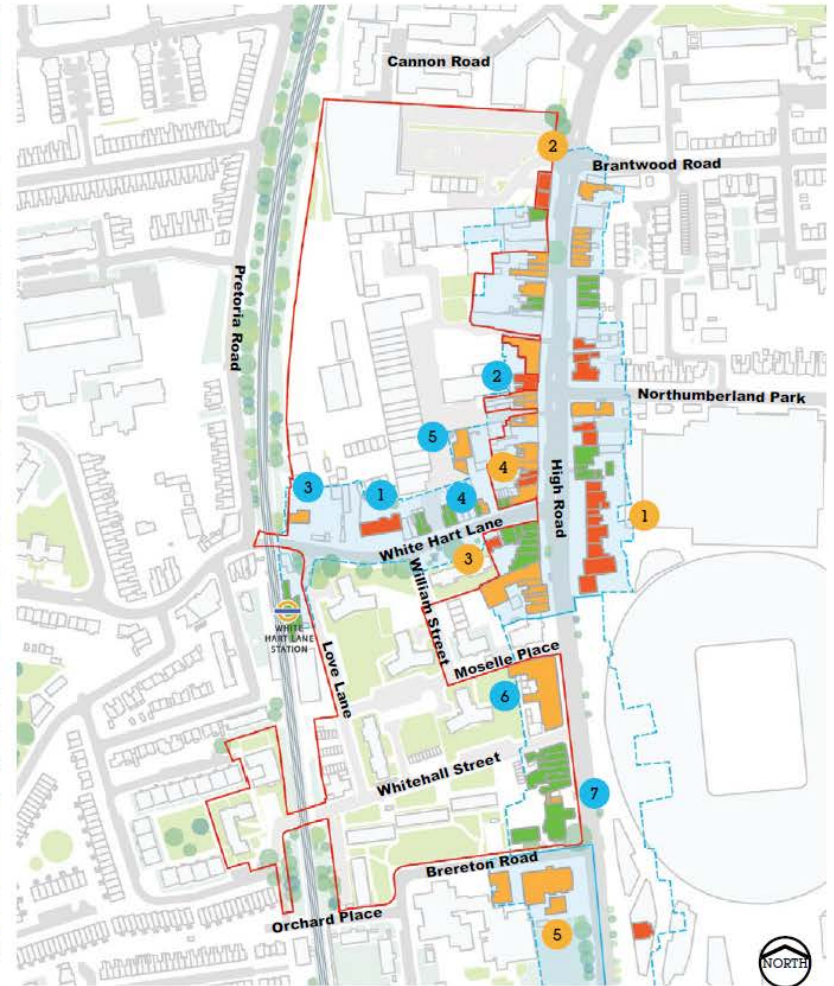 Cannon Road
2
Brantwood Road
Pretoria Road
2
Northumberland Park
5
4
High Road
3
1
4
1
White Hart Lane
3
William Street
WHITE
HART LANE
STATION
Love Lane
Moselle Place
6
Whitehall Street
7
Brereton Road
Orchard Place
5
NORTH